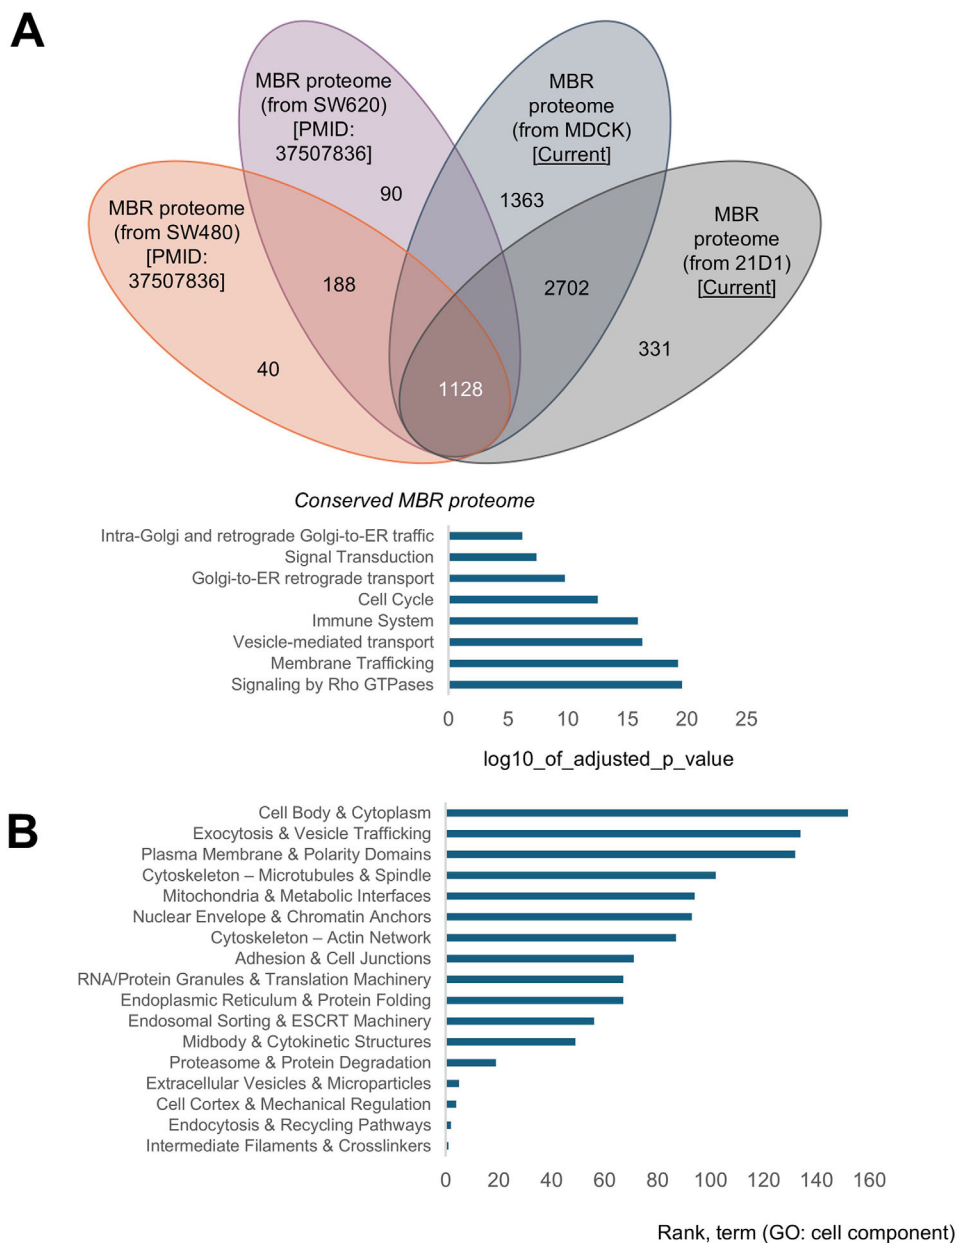 A
MBR proteome
(from SW620)
[PMID:
37507836]
MBR
proteome
(from MDCK)
[Current]
MBR proteome
(from SW480)
[PMID:
37507836]
MBR
proteome
(from 21D1)
[Current]
90
1363
188
2702
40
331
1128
Conserved MBR proteome
Intra-Golgi and retrograde Golgi-to-ER traffic
Signal Transduction
Golgi-to-ER retrograde transport
Cell Cycle
Immune System
Vesicle-mediated transport
Membrane Trafficking
Signaling by Rho GTPases
0 5 10 15 20 25
log10_of_adjusted_p_value
B
Cell Body & Cytoplasm
Exocytosis & Vesicle Trafficking
Plasma Membrane & Polarity Domains
Cytoskeleton – Microtubules & Spindle
Mitochondria & Metabolic Interfaces
Nuclear Envelope & Chromatin Anchors
Cytoskeleton – Actin Network
Adhesion & Cell Junctions
RNA/Protein Granules & Translation Machinery
Endoplasmic Reticulum & Protein Folding
Endosomal Sorting & ESCRT Machinery
Midbody & Cytokinetic Structures
Proteasome & Protein Degradation
Extracellular Vesicles & Microparticles
Cell Cortex & Mechanical Regulation
Endocytosis & Recycling Pathways
Intermediate Filaments & Crosslinkers
0 20 40 60 80 100 120 140 160
Rank, term (GO: cell component)